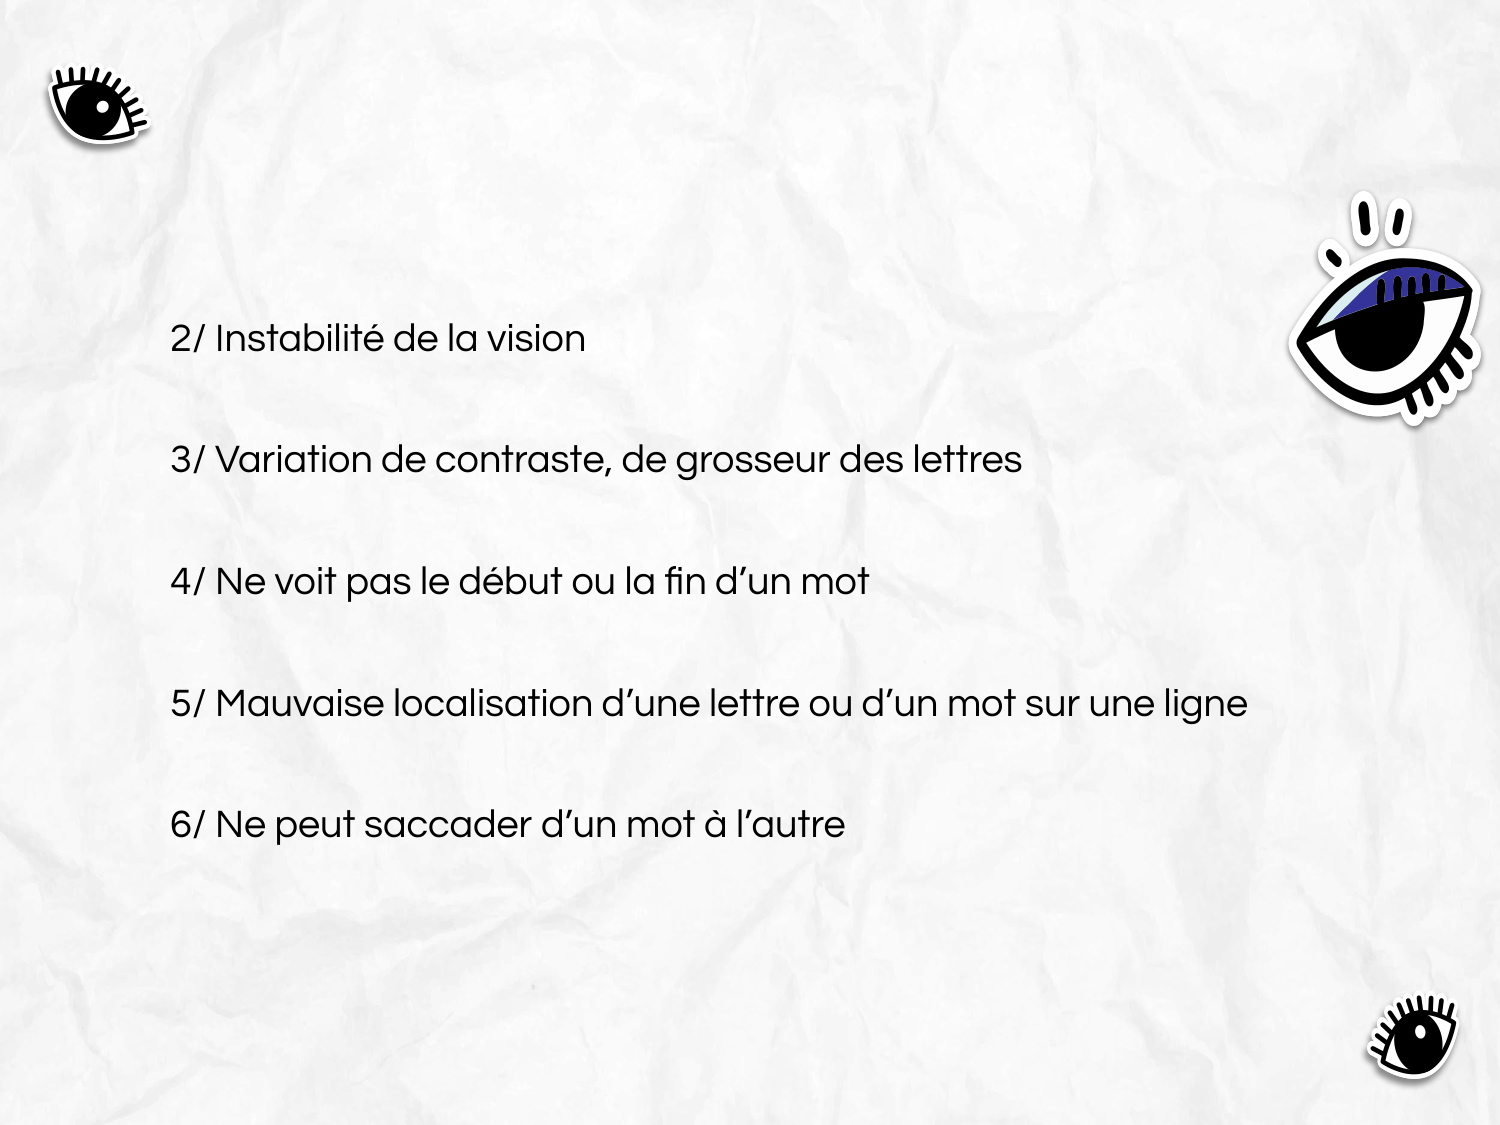 2/ Instabilité de la vision
3/ Variation de contraste, de grosseur des lettres
4/ Ne voit pas le début ou la fin d’un mot
5/ Mauvaise localisation d’une lettre ou d’un mot sur une ligne
6/ Ne peut saccader d’un mot à l’autre